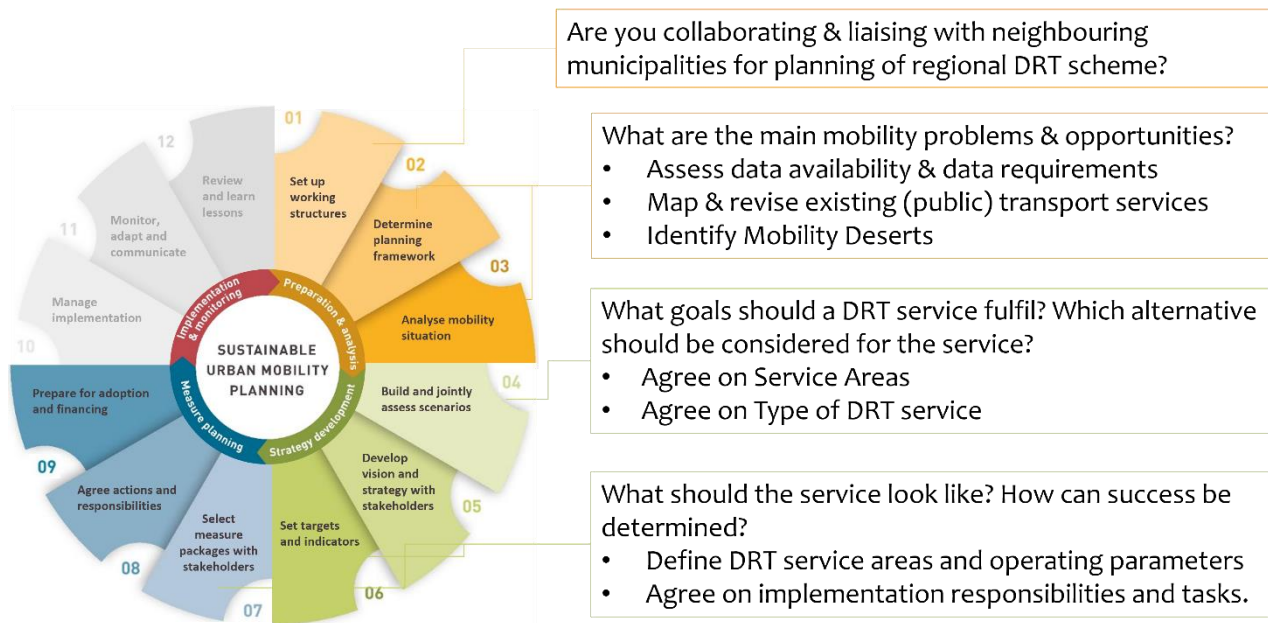 Are you collaborating & liaising with neighbouring
municipalities for planning of regional DRT scheme?
What are the main mobility problems & opportunities?
• Assess data availability & data requirements
• Map & revise existing (public) transport services
• Identify Mobility Deserts
What goals should a DRT service fulfil? Which alternative
should be considered for the service?
• Agree on Service Areas
• Agree on Type of DRT service
What should the service look like? How can success be
determined?
• Define DRT service areas and operating parameters
• Agree on implementation responsibilities and tasks.
SUSTAINABLE
URBAN MOBILITY
PLANNING
Preparation & analysis
Strategy development
Measure planning
Implementation
& monitoring
01
Set up
working
structures
02
Determine
planning
framework
03
Analyse mobility
situation
04
Build and jointly
assess scenarios
05
Develop
vision and
strategy with
stakeholders
06
Set targets
and indicators
07
Select
measure
packages with
stakeholders
08
Agree actions and
responsibilities
09
Prepare for adoption
and financing
10
Manage
implementation
11
Monitor,
adapt and
communicate
12
Review
and learn
lessons